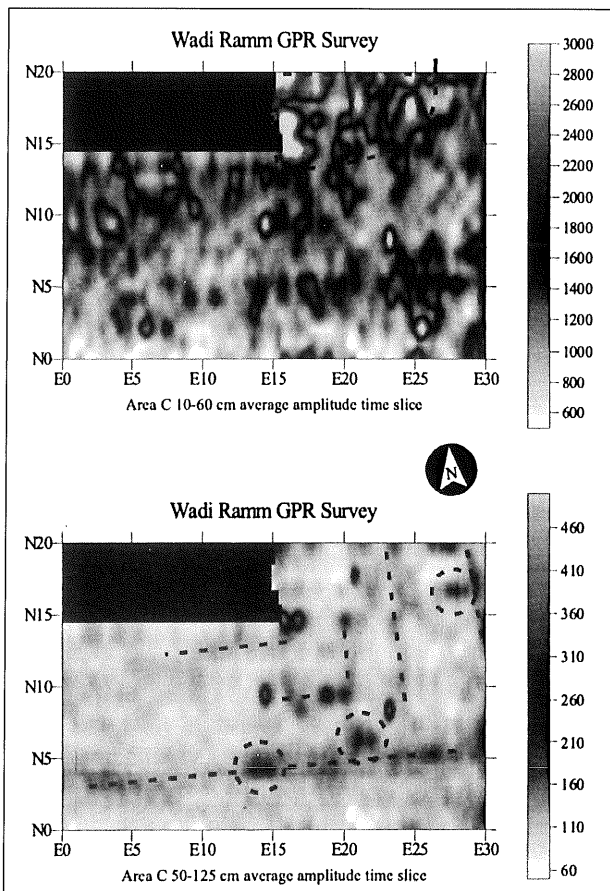 Wadi Ramm GPR Survey
N20
N15
N10
N5
N0
E0 E5 E10 E15 E20 E25 E30
Area C 10-60 cm average amplitude time slice
3000
2800
2600
2400
2200
2000
1800
1600
1400
1200
1000
800
600
N
Wadi Ramm GPR Survey
N20
N15
N10
N5
N0
E0 E5 E10 E15 E20 E25 E30
Area C 50-125 cm average amplitude time slice
460
410
360
310
260
210
160
110
60